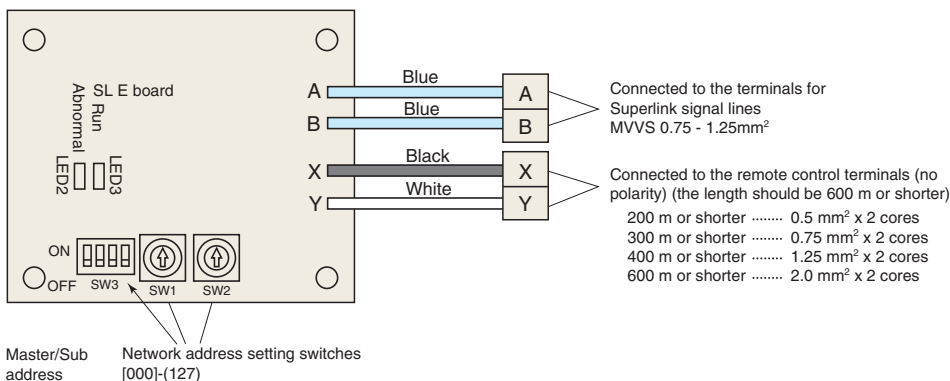 SL E board
Abnormal
Run
LED2
LED3
ON
OFF
SW3
SW1
SW2
A
B
X
Y
Blue
Blue
Black
White
A
B
X
Y
Connected to the terminals for
Superlink signal lines
MVVS 0.75 - 1.25mm²
Connected to the remote control terminals (no
polarity) (the length should be 600 m or shorter)
200 m or shorter ........ 0.5 mm² x 2 cores
300 m or shorter ........ 0.75 mm² x 2 cores
400 m or shorter ........ 1.25 mm² x 2 cores
600 m or shorter ........ 2.0 mm² x 2 cores
Master/Sub
address
Network address setting switches
[000]-(127)